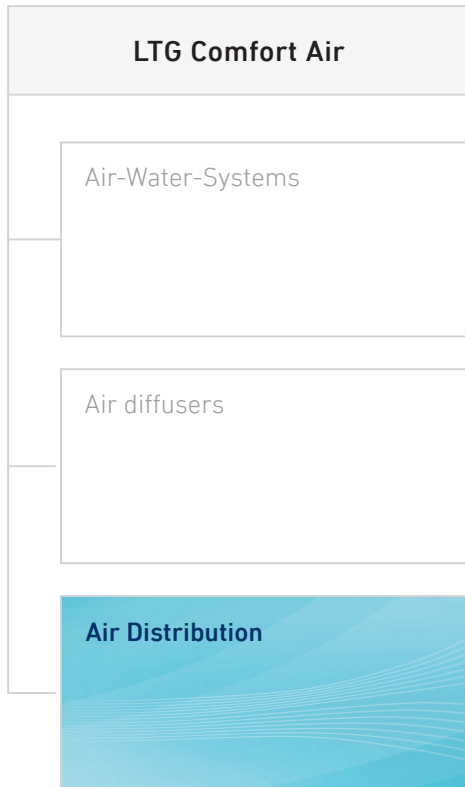 LTG Comfort Air
Air-Water-Systems
Air diffusers
Air Distribution